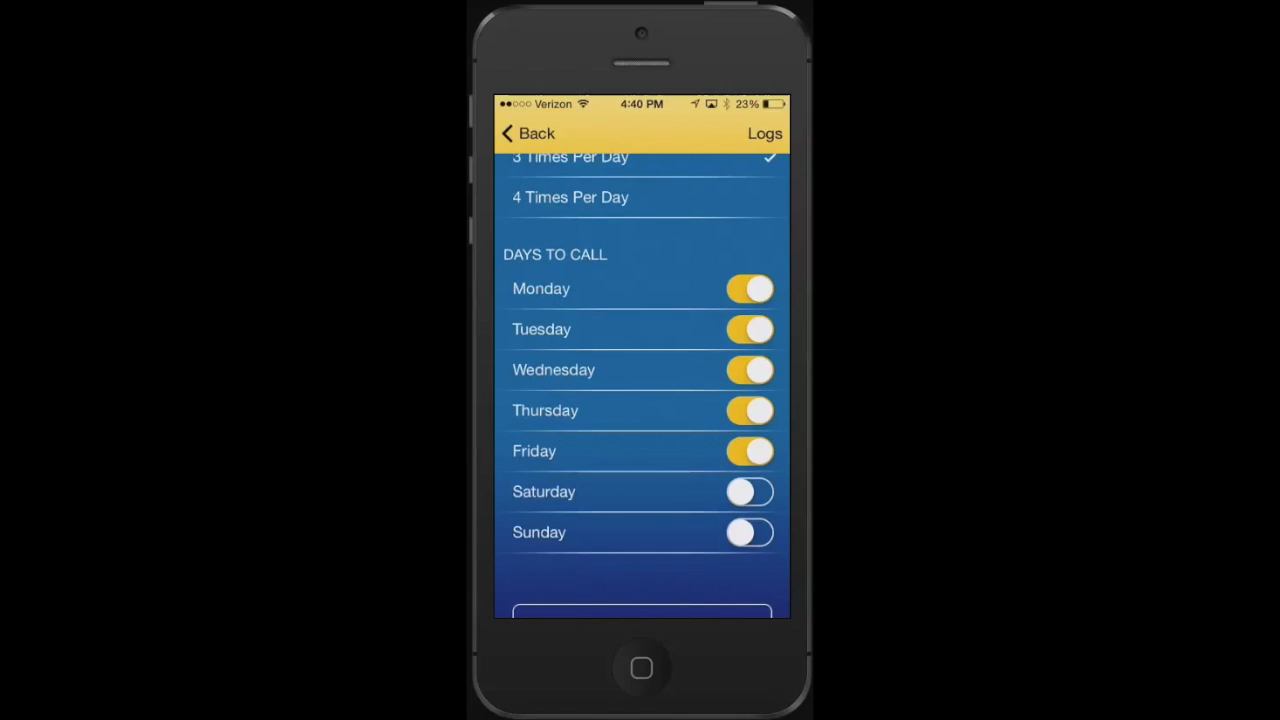 Verizon 4:40 PM 23%
Back Logs
3 Times Per Day
4 Times Per Day
DAYS TO CALL
Monday
Tuesday
Wednesday
Thursday
Friday
Saturday
Sunday